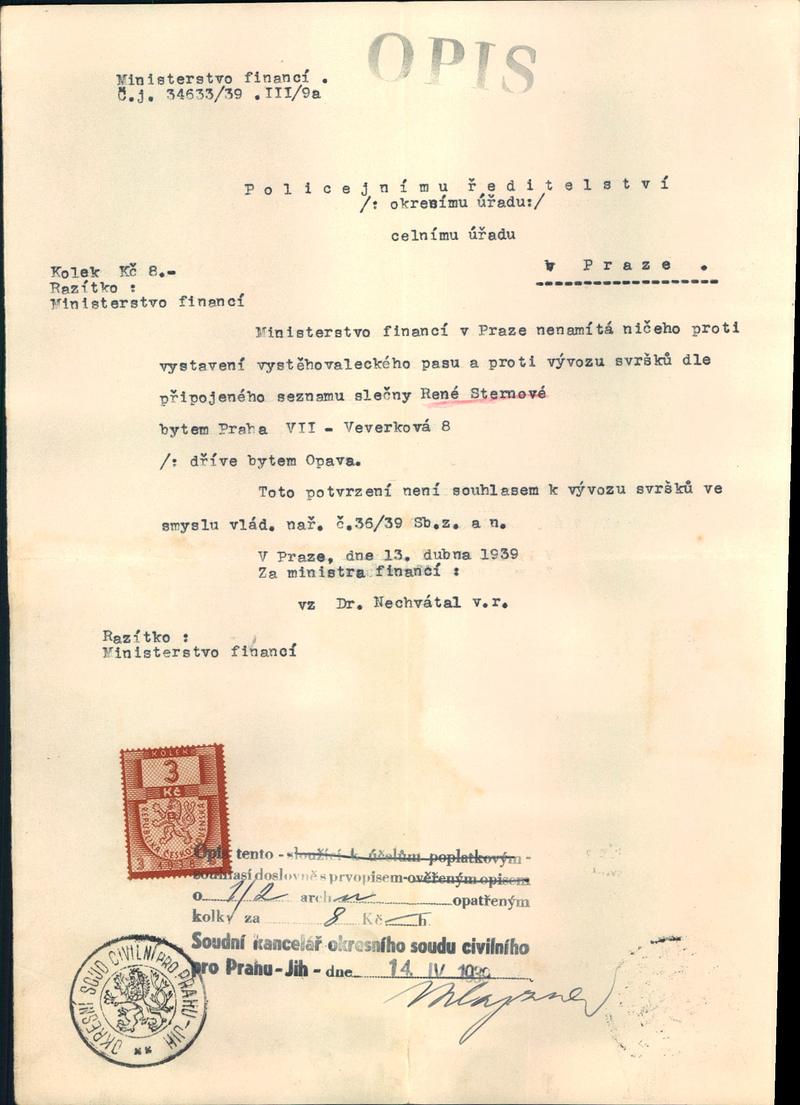 OPIS
Ministerstvo financí .
Č.j. 34633/39 .III/9a
Policejnímu ředitelství
/: okresnímu úřadu:/
celnímu úřadu
v Praze .
Kolek Kč 8.-
Razítko :
Ministerstvo financí
Ministerstvo financí v Praze nenamítá ničeho proti
vystavení vystěhovaleckého pasu a proti vývozu svršků dle
připojeného seznamu slečny René Sternové
bytem Praha VII - Veverková 8
/: dříve bytem Opava.
Toto potvrzení není souhlasem k vývozu svršků ve
smyslu vlád. nař. č.36/39 Sb.z. a n.
V Praze, dne 13. dubna 1939
Za ministra financí :
vz Dr. Nechvátal v.r.
Razítko :
Ministerstvo financí
KOLEK
3
Kč
REPUBLIKA ČESKOSLOVENSKÁ
Opis tento - sloužící k účelům poplatkovým -
souhlasí doslovně s prvopisem-ověřeným opisem
o 1/2 archu opatřeným
kolky za 8 Kč h.
Soudní kancelář okresního soudu civilního
pro Prahu-Jih - dne 14. IV 1939
OKRESNÍ SOUD CIVILNÍ PRO PRAHU-JIH